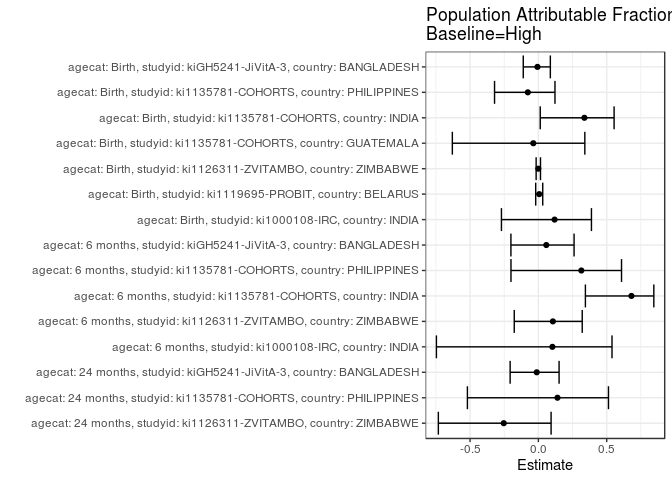 Population Attributable Fraction
Baseline=High
agecat: Birth, studyid: kiGH5241-JiVitA-3, country: BANGLADESH
agecat: Birth, studyid: ki1135781-COHORTS, country: PHILIPPINES
agecat: Birth, studyid: ki1135781-COHORTS, country: INDIA
agecat: Birth, studyid: ki1135781-COHORTS, country: GUATEMALA
agecat: Birth, studyid: ki1126311-ZVITAMBO, country: ZIMBABWE
agecat: Birth, studyid: ki1119695-PROBIT, country: BELARUS
agecat: Birth, studyid: ki1000108-IRC, country: INDIA
agecat: 6 months, studyid: kiGH5241-JiVitA-3, country: BANGLADESH
agecat: 6 months, studyid: ki1135781-COHORTS, country: PHILIPPINES
agecat: 6 months, studyid: ki1135781-COHORTS, country: INDIA
agecat: 6 months, studyid: ki1126311-ZVITAMBO, country: ZIMBABWE
agecat: 6 months, studyid: ki1000108-IRC, country: INDIA
agecat: 24 months, studyid: kiGH5241-JiVitA-3, country: BANGLADESH
agecat: 24 months, studyid: ki1135781-COHORTS, country: PHILIPPINES
agecat: 24 months, studyid: ki1126311-ZVITAMBO, country: ZIMBABWE
-0.5 0.0 0.5
Estimate